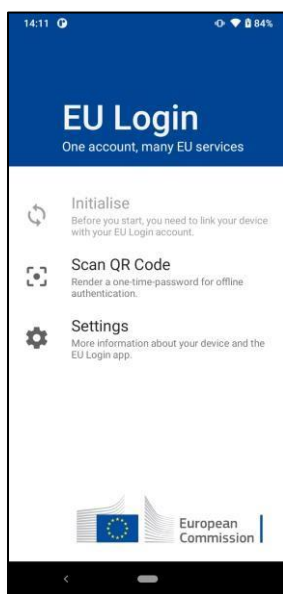 14:11 84%
EU Login
One account, many EU services
Initialise
Before you start, you need to link your device
with your EU Login account.
Scan QR Code
Render a one-time-password for offline
authentication.
Settings
More information about your device and the
EU Login app.
European
Commission